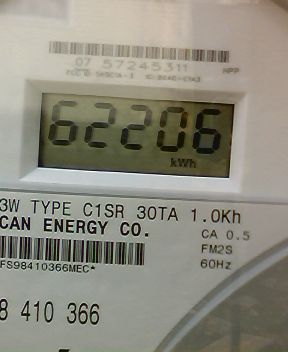 07 57245311
HPP
62206
kWh
3W TYPE C1SR 30TA 1.0Kh
CAN ENERGY CO.
CA 0.5
FM2S
60Hz
FS98410366MEC*
8 410 366